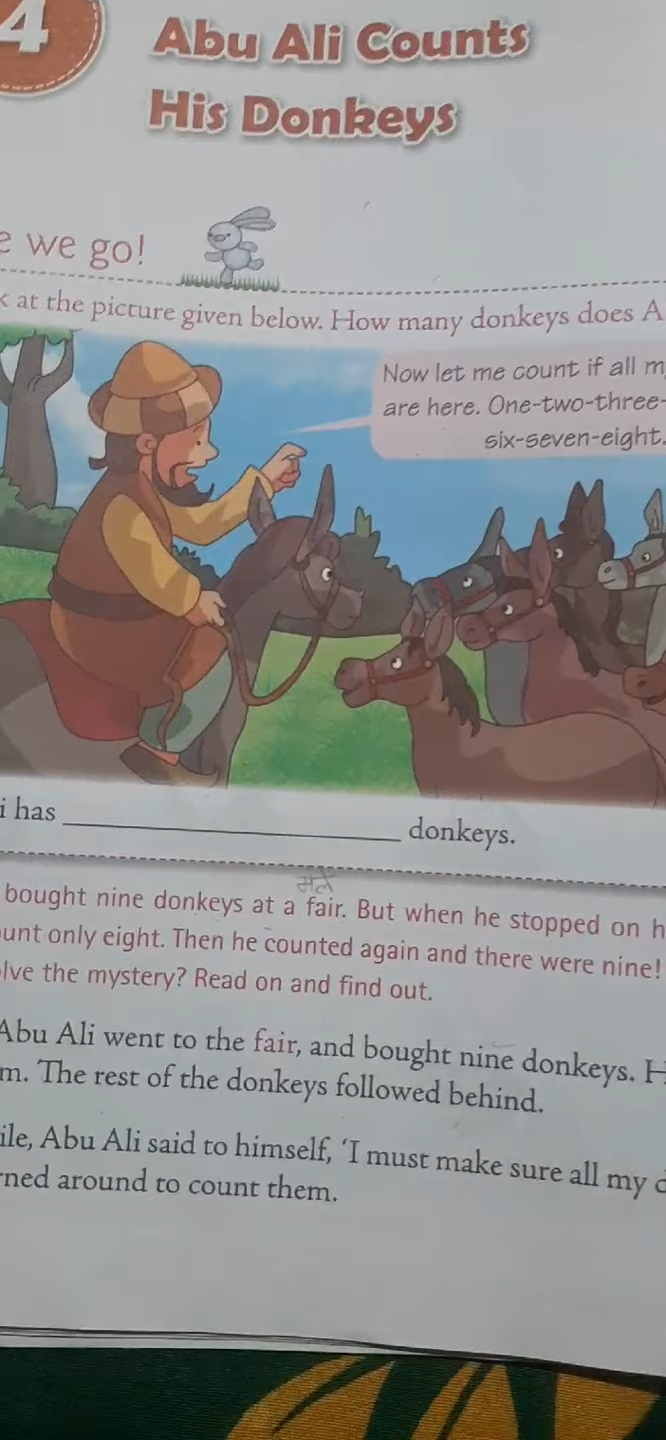 4
Abu Ali Counts
His Donkeys
e we go!
at the picture given below. How many donkeys does A
Now let me count if all m
are here. One-two-three-
six-seven-eight.
i has ____________ donkeys.
मेले
bought nine donkeys at a fair. But when he stopped on h
unt only eight. Then he counted again and there were nine!
lve the mystery? Read on and find out.
Abu Ali went to the fair, and bought nine donkeys. H
m. The rest of the donkeys followed behind.
ile, Abu Ali said to himself, ‘I must make sure all my d
rned around to count them.